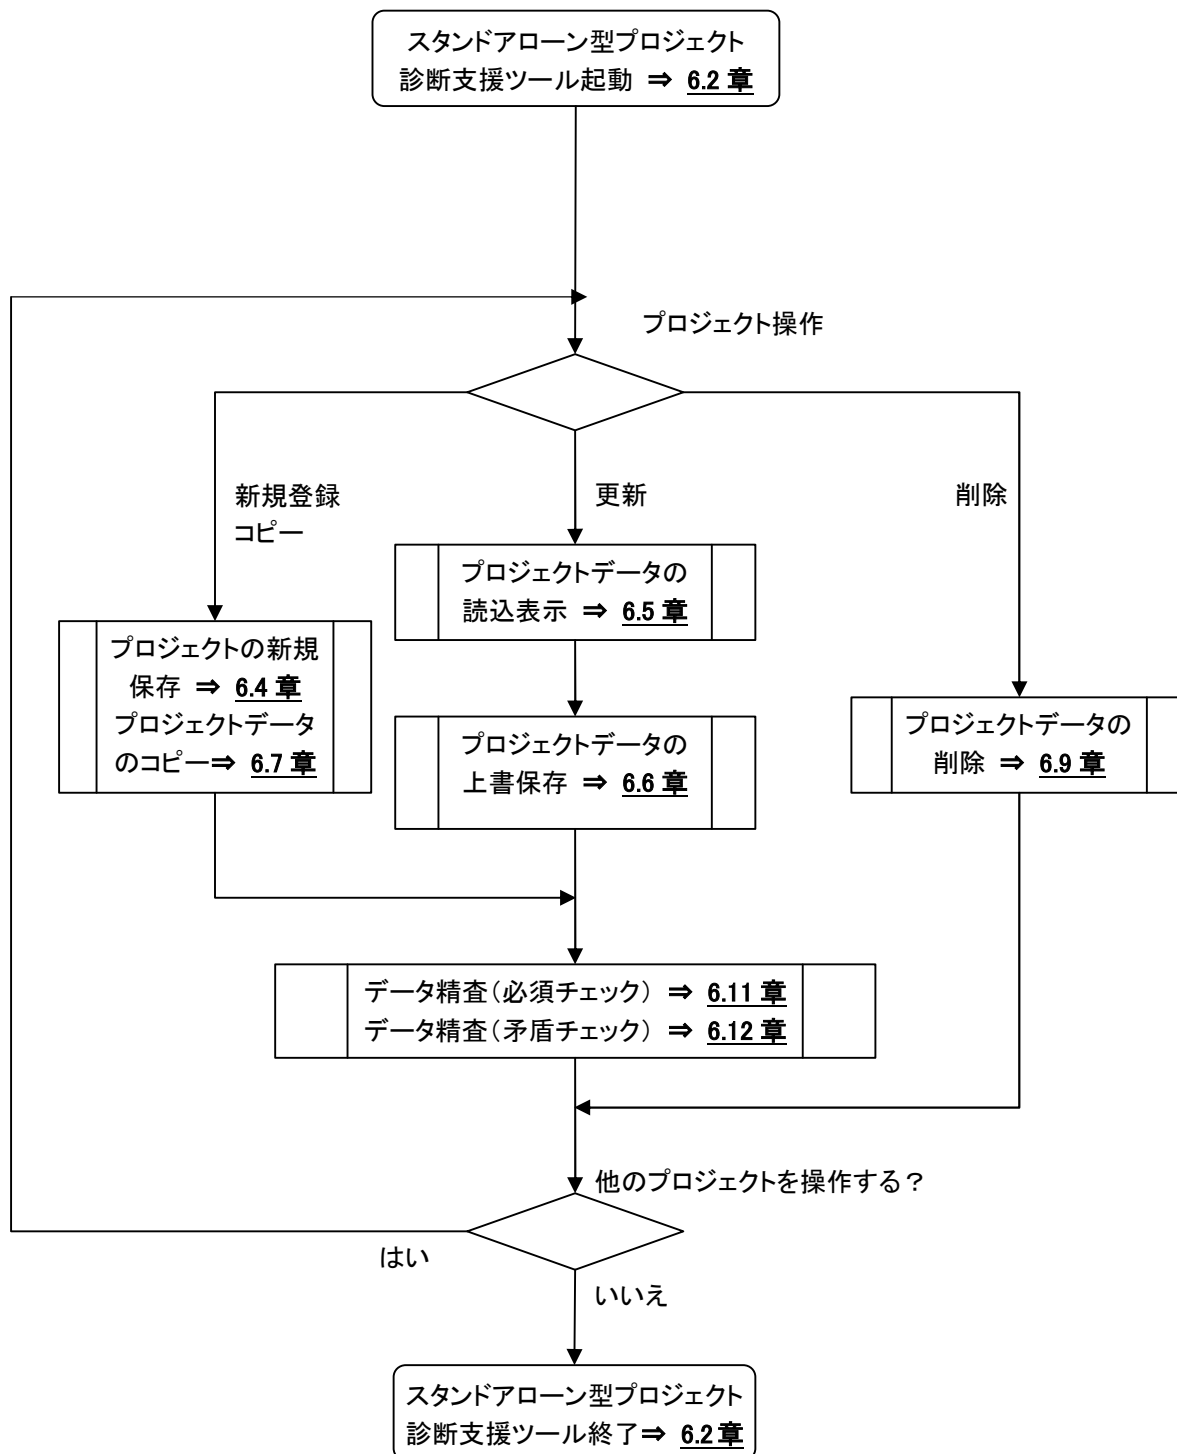 スタンドアローン型プロジェクト
診断支援ツール起動 ⇒ 6.2 章
プロジェクト操作
新規登録
コピー
更新
削除
プロジェクトデータの
読込表示 ⇒ 6.5 章
プロジェクトの新規
保存 ⇒ 6.4 章
プロジェクトデータ
のコピー⇒ 6.7 章
プロジェクトデータの
上書保存 ⇒ 6.6 章
プロジェクトデータの
削除 ⇒ 6.9 章
データ精査(必須チェック) ⇒ 6.11 章
データ精査(矛盾チェック) ⇒ 6.12 章
他のプロジェクトを操作する?
はい
いいえ
スタンドアローン型プロジェクト
診断支援ツール終了⇒ 6.2 章